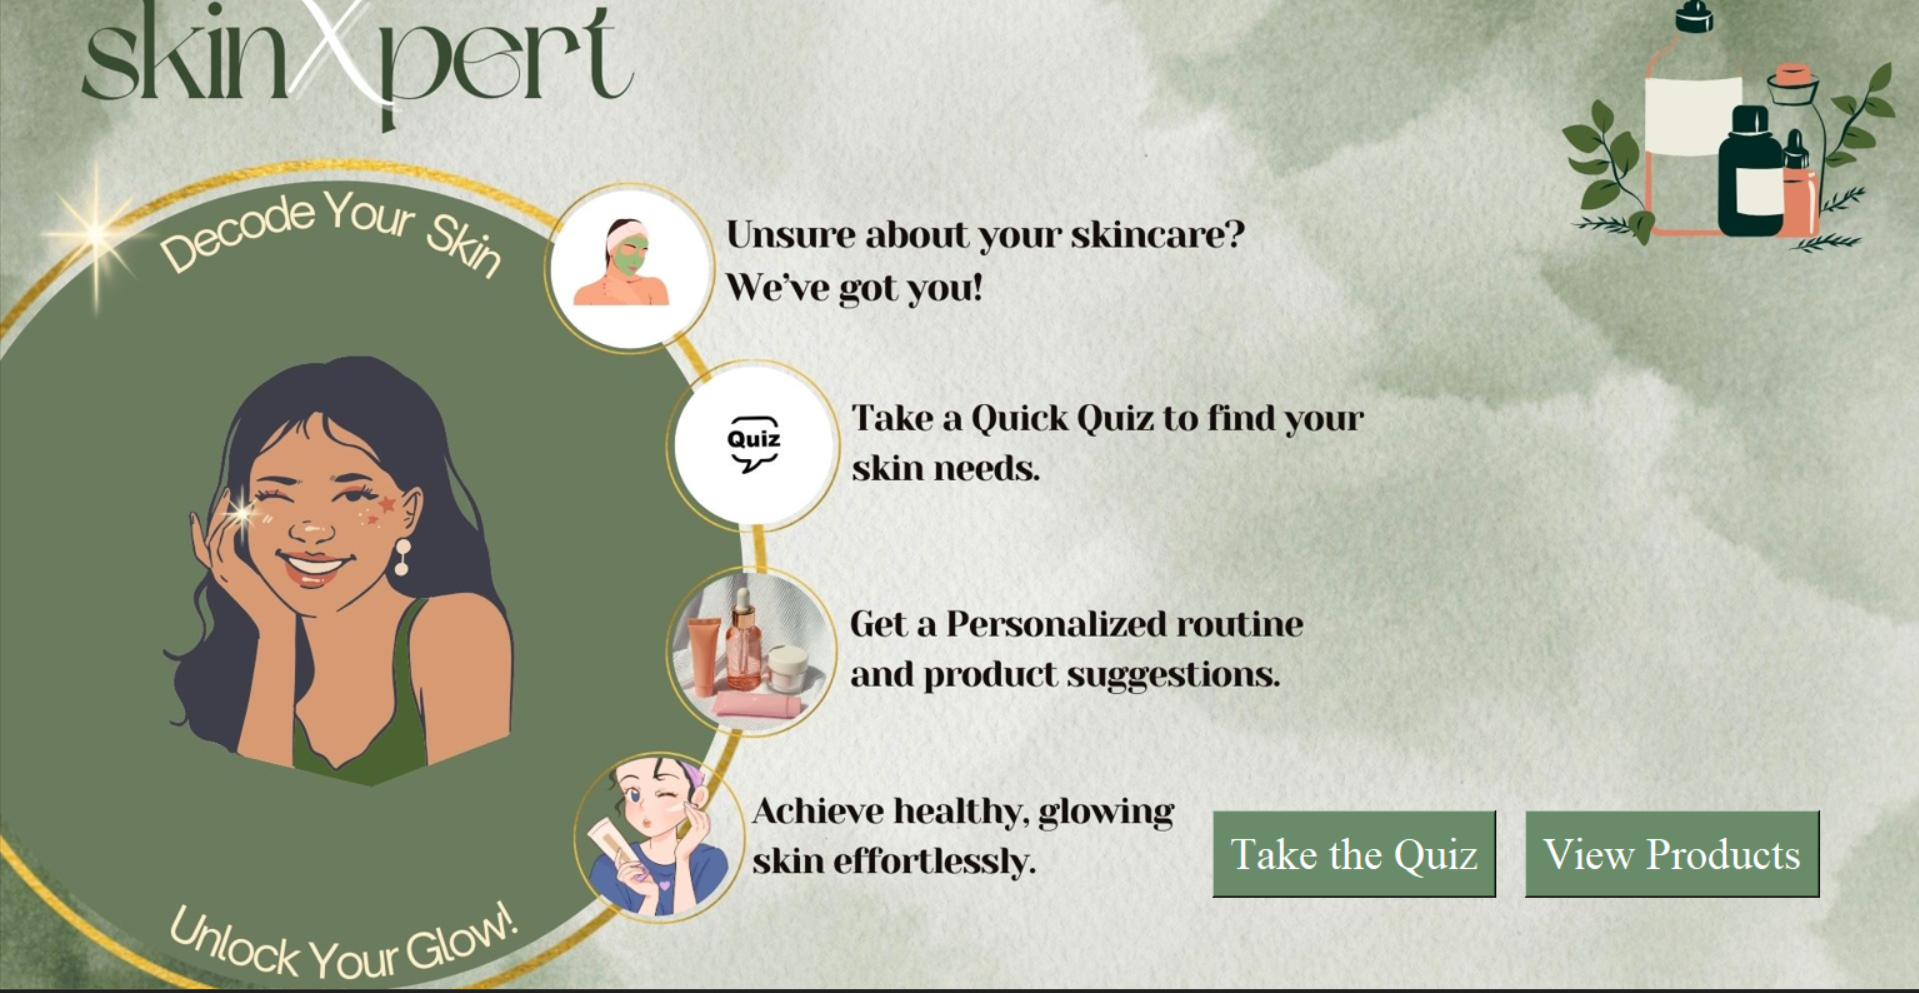 skinXpert
Decode Your Skin
Unsure about your skincare?
We’ve got you!
Quiz
Take a Quick Quiz to find your
skin needs.
Get a Personalized routine
and product suggestions.
Achieve healthy, glowing
skin effortlessly.
Take the Quiz
View Products
Unlock Your Glow!